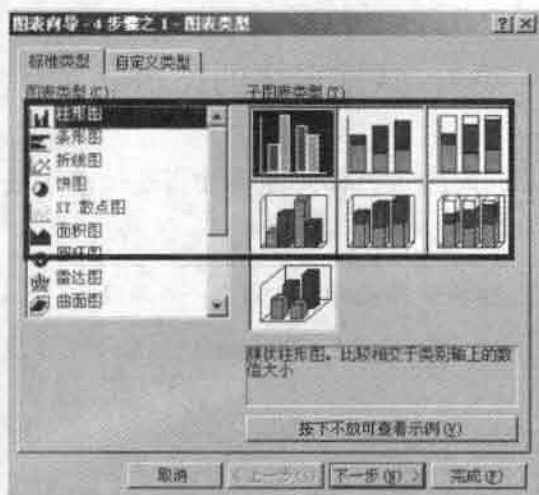 图表向导 - 4 步骤之 1 - 图表类型
标准类型
自定义类型
图表类型(C):
子图表类型(T)
柱形图
条形图
折线图
饼图
XY 散点图
面积图
圆环图
雷达图
曲面图
簇状柱形图。比较相交于类别轴上的数
值大小
按下不放可查看示例(V)
取消
< 上一步(B)
下一步(N) >
完成(F)